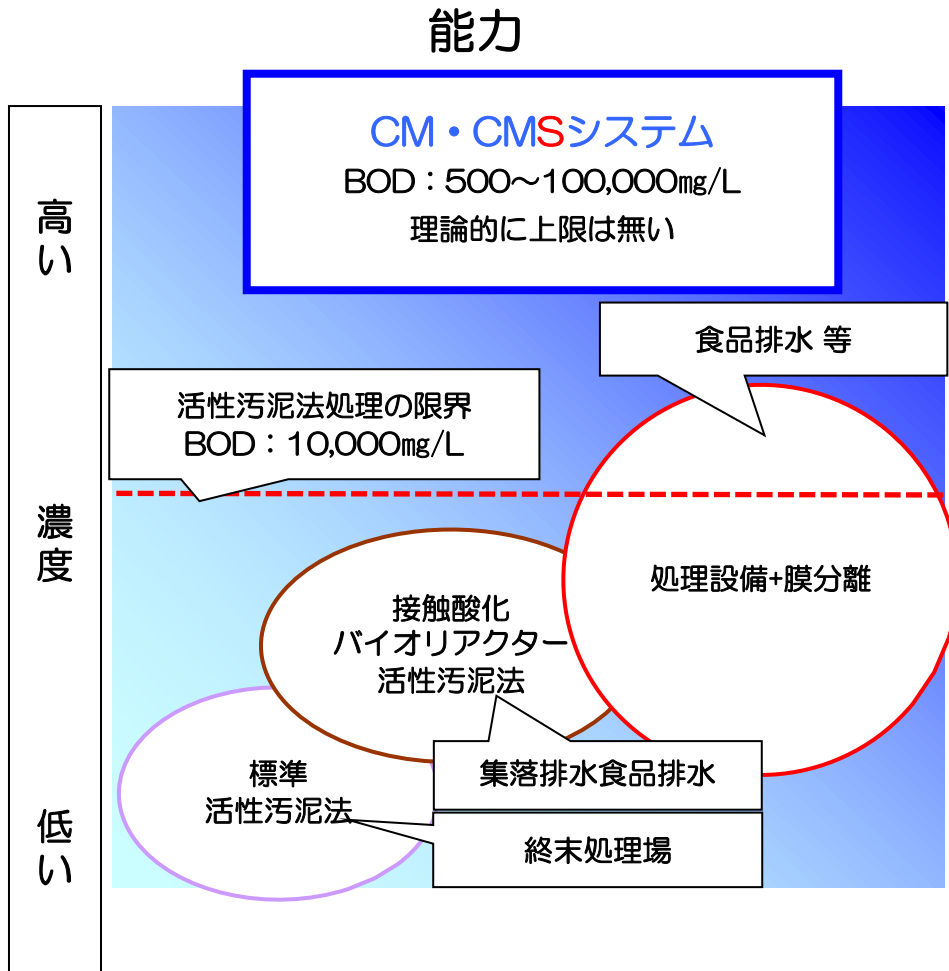 能力
CM・CMSシステム
BOD：500～100,000㎎/L
理論的に上限は無い
高い
濃度
低い
食品排水 等
活性汚泥法処理の限界
BOD：10,000㎎/L
処理設備+膜分離
接触酸化
バイオリアクター
活性汚泥法
集落排水食品排水
標準
活性汚泥法
終末処理場